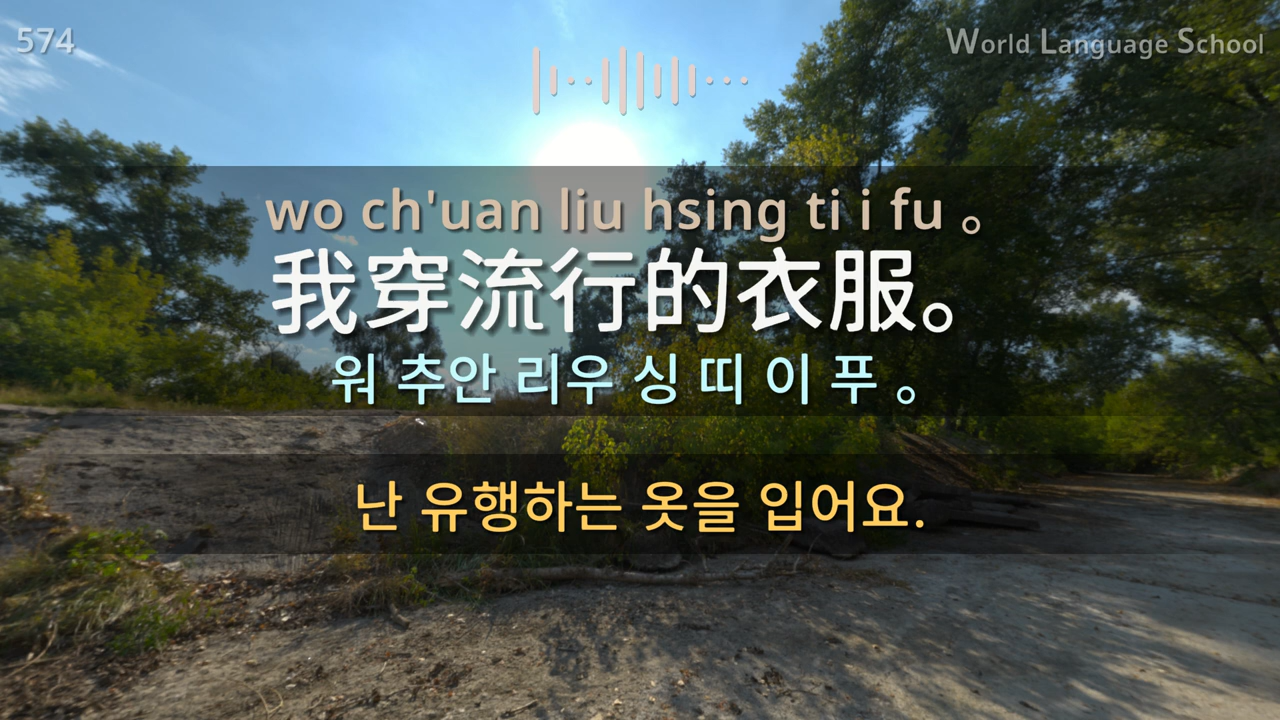 574
World Language School
wo ch'uan liu hsing ti i fu 。
我穿流行的衣服。
워 추안 리우 싱 띠 이 푸 。
난 유행하는 옷을 입어요.